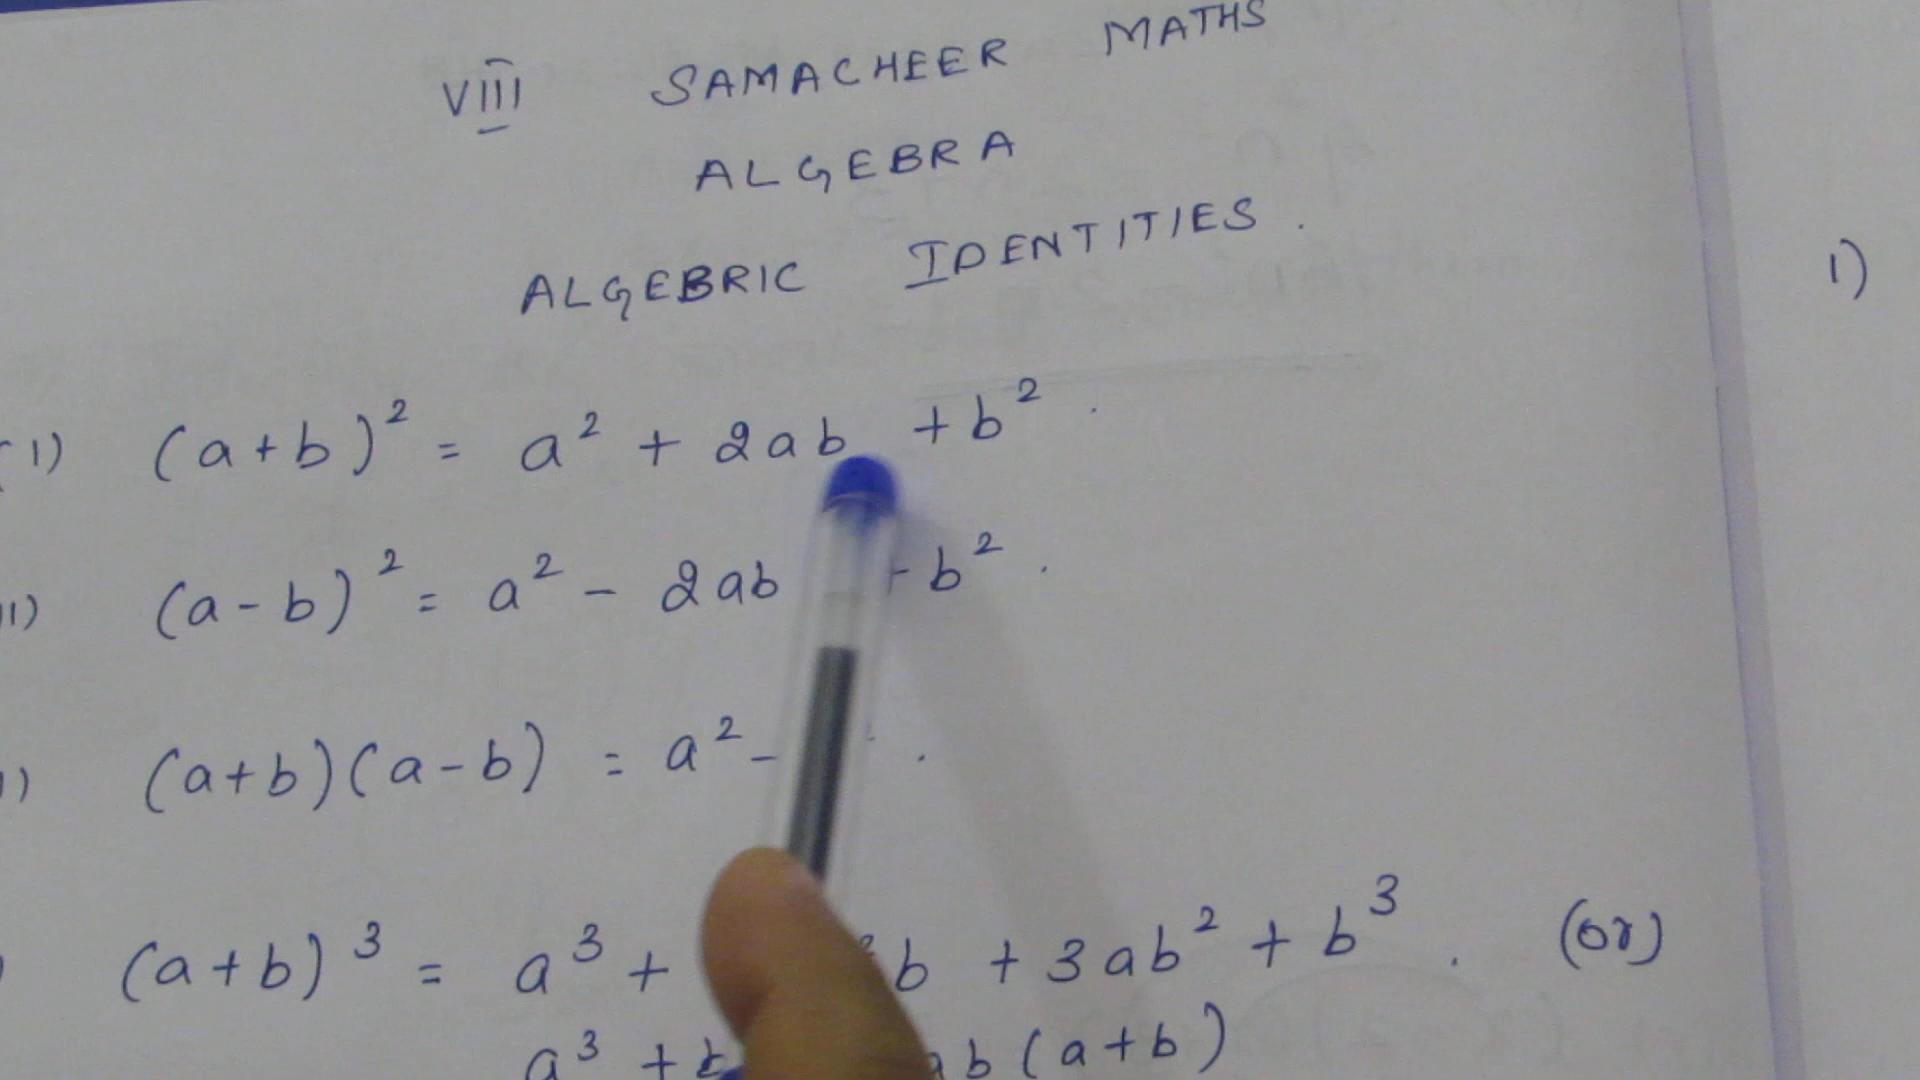 VIII SAMACHEER MATHS
ALGEBRA
ALGEBRIC IDENTITIES.
1) (a+b)² = a² + 2ab + b².
(a-b)² = a² - 2ab + b².
(a+b)(a-b) = a² - .
(a+b)³ = a³ + b + 3ab² + b³. (or)
a³ + b(a+b)
1)